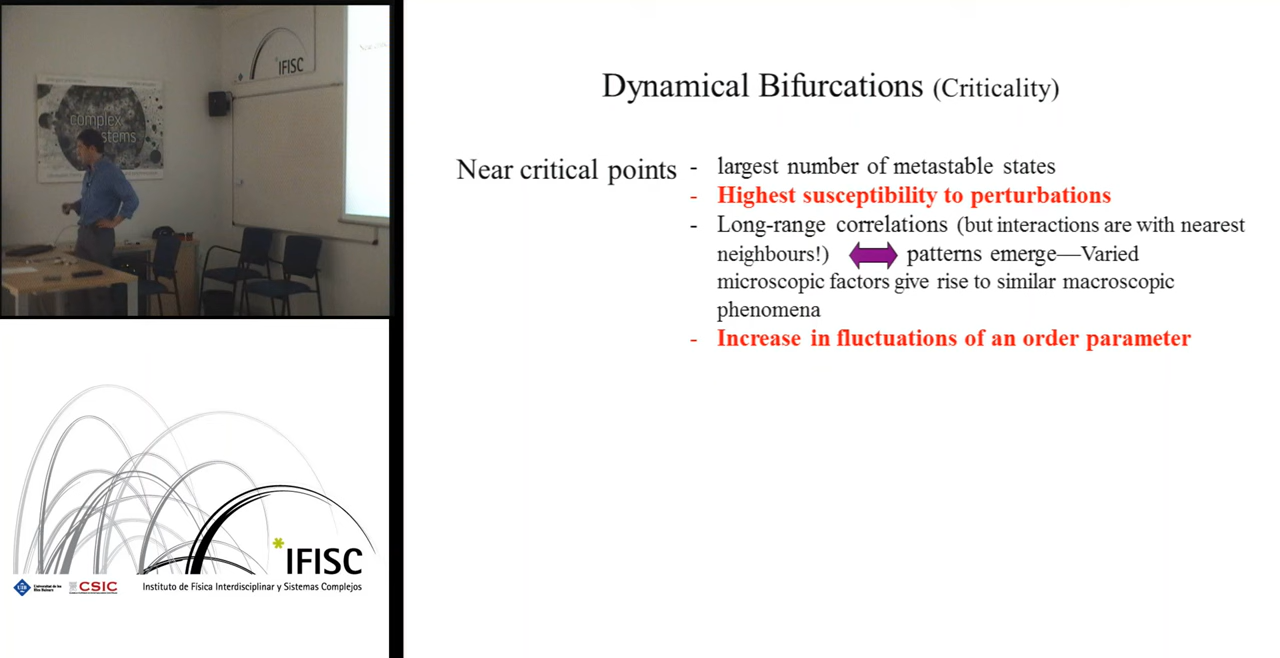 IFISC
complex
stems
Dynamical Bifurcations (Criticality)
Near critical points
- largest number of metastable states
- Highest susceptibility to perturbations
- Long-range correlations (but interactions are with nearest
neighbours!) patterns emerge—Varied
microscopic factors give rise to similar macroscopic
phenomena
- Increase in fluctuations of an order parameter
*IFISC
UIB
CSIC
Instituto de Física Interdisciplinar y Sistemas Complejos